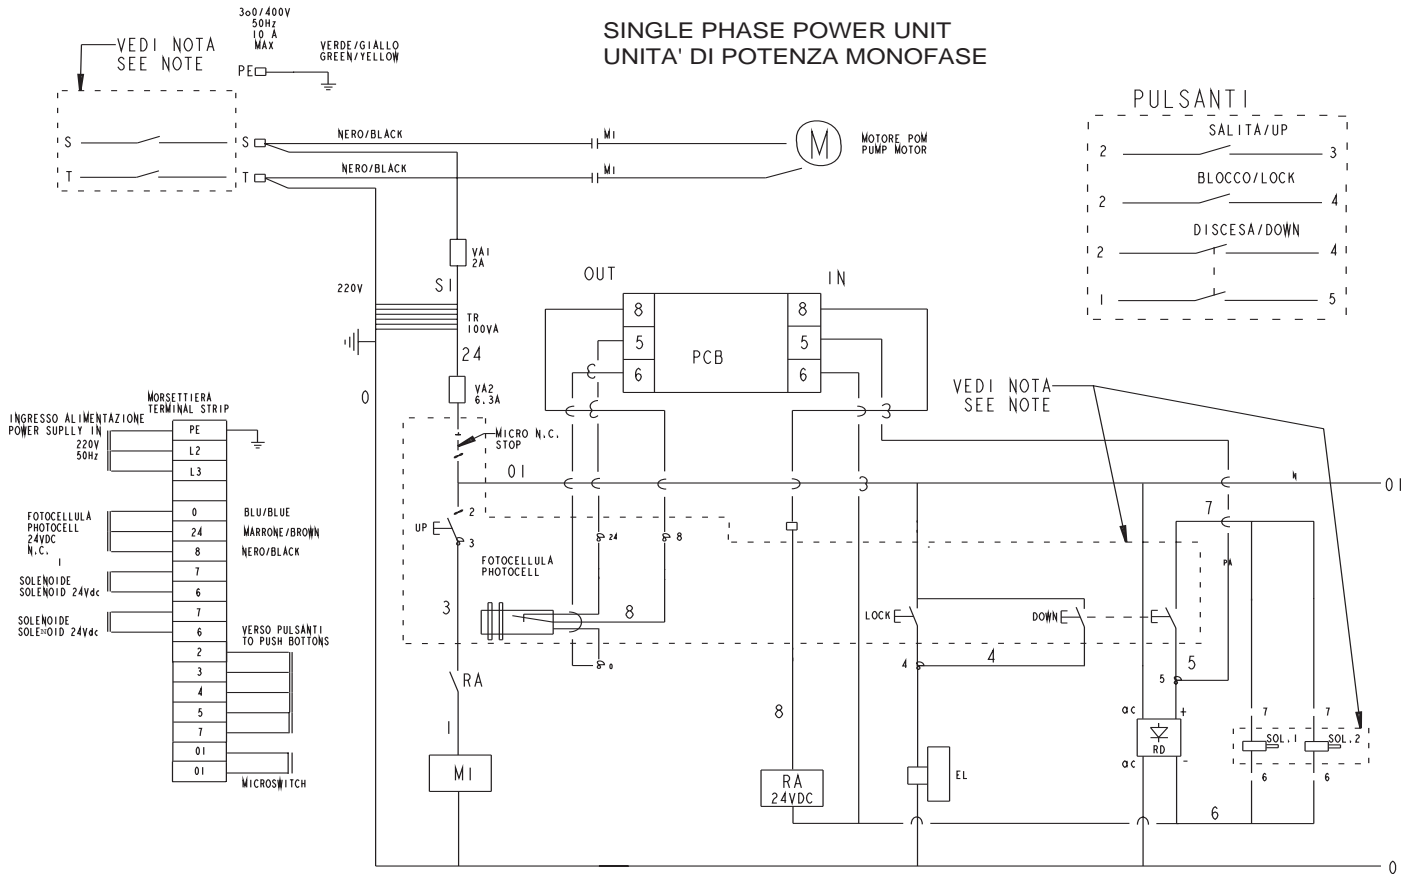 3o0/400V
50Hz
10 A
MAX
SINGLE PHASE POWER UNIT
UNITA' DI POTENZA MONOFASE
VEDI NOTA
SEE NOTE
VERDE/GIALLO
GREEN/YELLOW
PE
S
S
NERO/BLACK
M1
T
T
NERO/BLACK
M1
M
MOTORE POM
PUMP MOTOR
PULSANTI
SALITA/UP
2
3
BLOCCO/LOCK
2
4
DISCESA/DOWN
2
4
1
5
VA1
2A
220V
S1
TR
100VA
24
0
VA2
6.3A
OUT
IN
8
5
6
PCB
8
5
6
VEDI NOTA
SEE NOTE
MICRO N.C.
STOP
01
01
UP
2
3
24
8
7
PA
FOTOCELLULA
PHOTOCELL
3
8
0
LOCK
DOWN
4
4
5
5
RA
1
M1
8
RA
24VDC
EL
ac
+
RD
ac
-
7
7
SOL.1
SOL.2
6
6
6
0
MORSETTIERA
TERMINAL STRIP
INGRESSO ALIMENTAZIONE
POWER SUPLLY IN
220V
50Hz
PE
L2
L3
FOTOCELLULA
PHOTOCELL
24VDC
N.C.
1
0
BLU/BLUE
24
MARRONE/BROWN
8
NERO/BLACK
SOLENOIDE
SOLENOID 24Vdc
7
6
SOLENOIDE
SOLENOID 24Vdc
7
6
VERSO PULSANTI
TO PUSH BOTTONS
2
3
4
5
7
01
01
MICROSWITCH